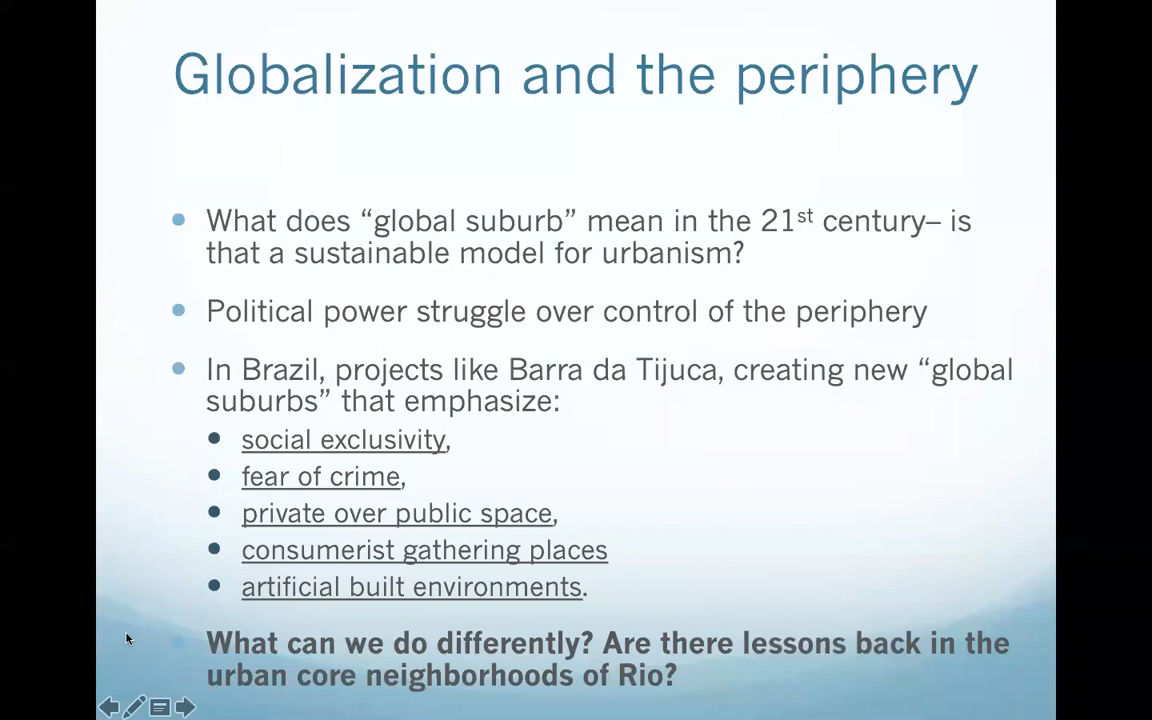 Globalization and the periphery
What does “global suburb” mean in the 21st century– is
that a sustainable model for urbanism?
Political power struggle over control of the periphery
In Brazil, projects like Barra da Tijuca, creating new “global
suburbs” that emphasize:
social exclusivity,
fear of crime,
private over public space,
consumerist gathering places
artificial built environments.
What can we do differently? Are there lessons back in the
urban core neighborhoods of Rio?